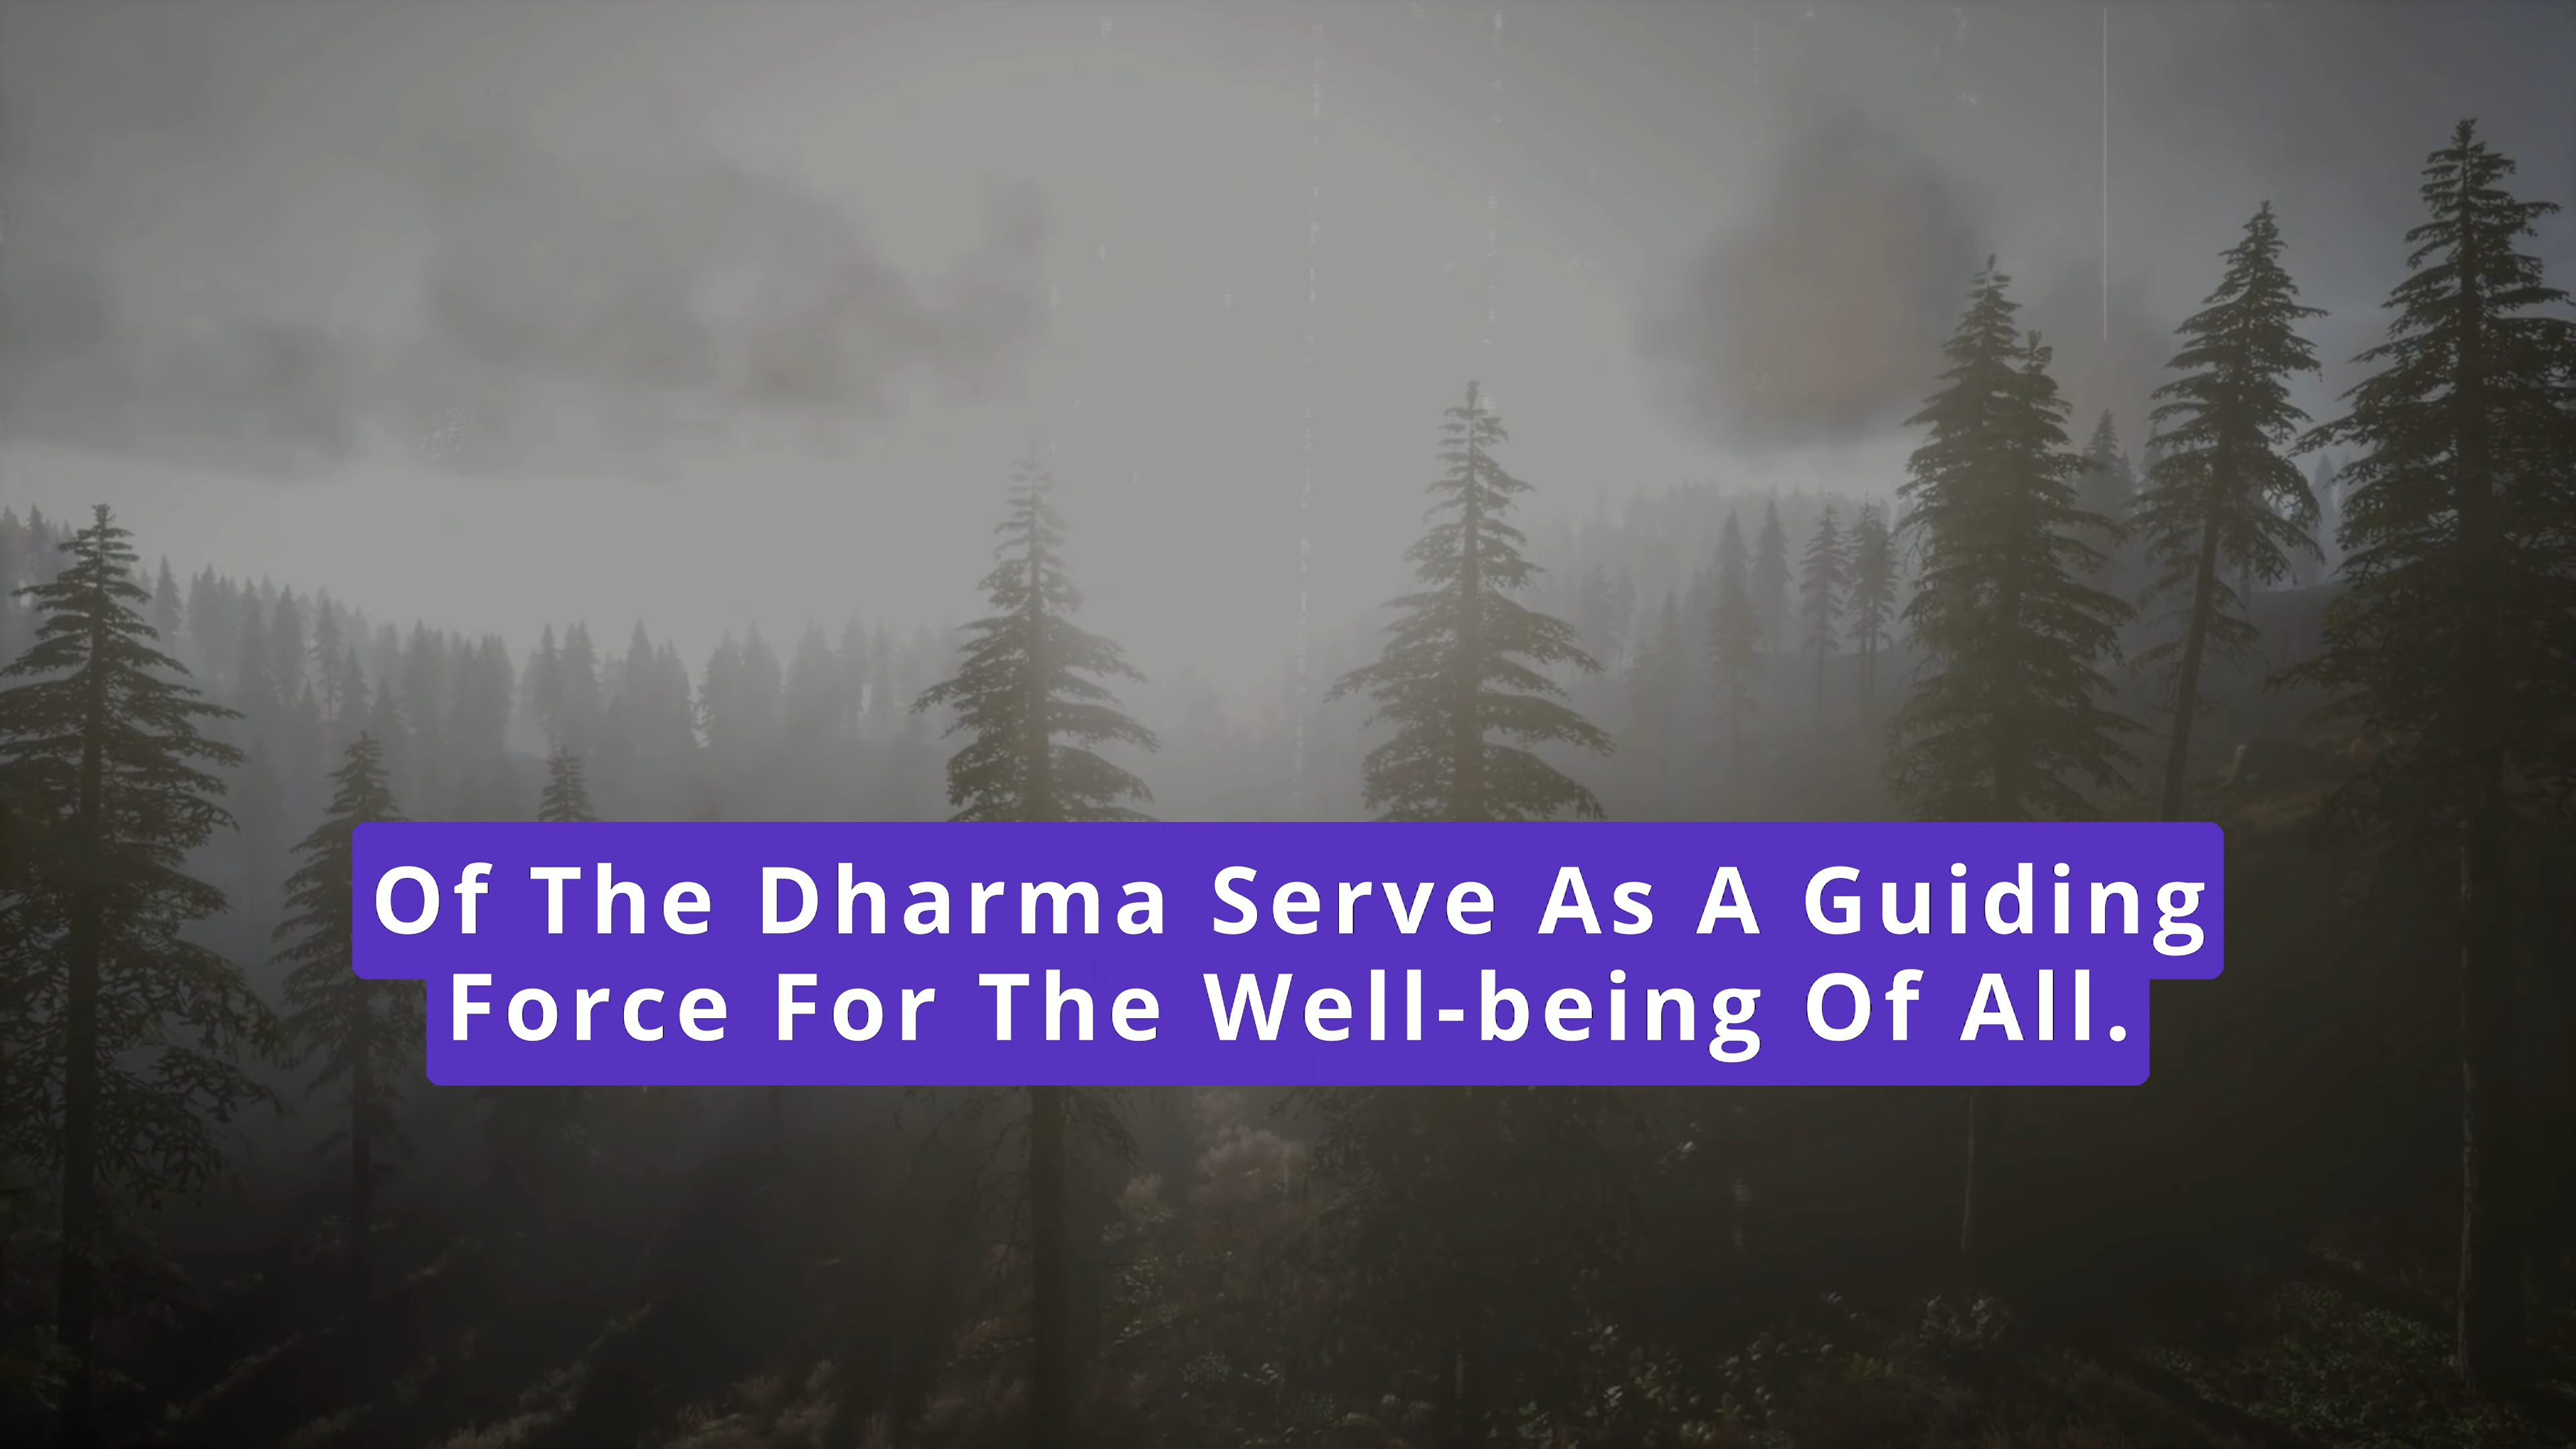 Of The Dharma Serve As A Guiding
Force For The Well-being Of All.